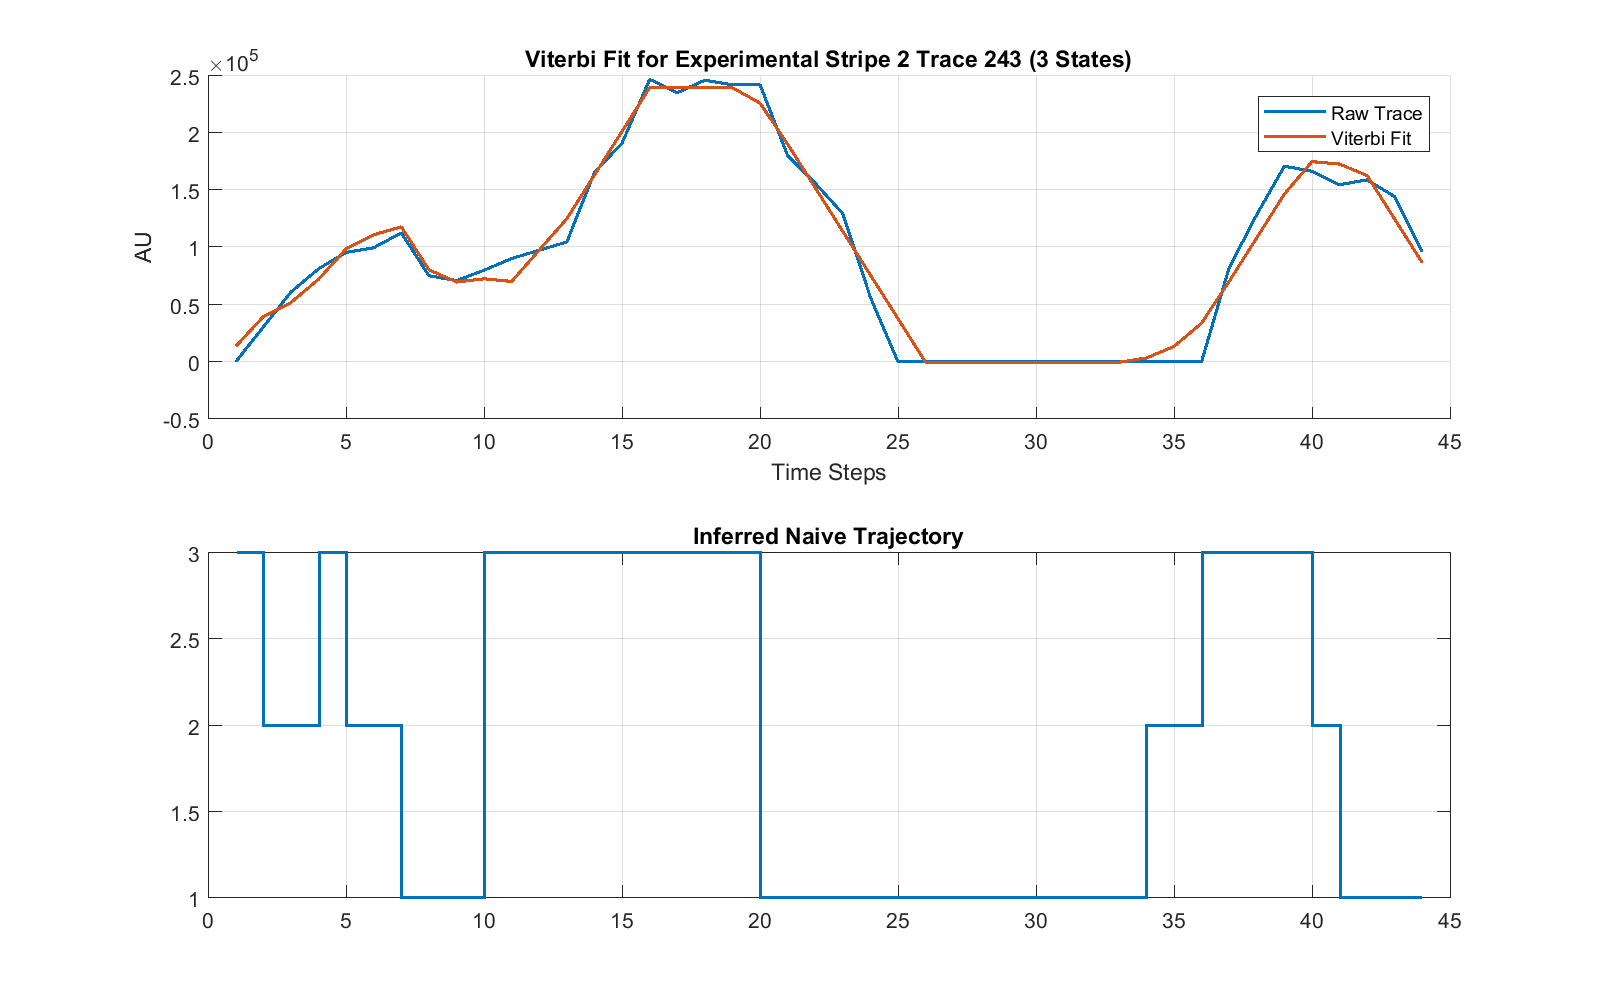 Viterbi Fit for Experimental Stripe 2 Trace 243 (3 States)
×10^5
2.5
2
1.5
1
0.5
0
-0.5
AU
Raw Trace
Viterbi Fit
0 5 10 15 20 25 30 35 40 45
Time Steps
Inferred Naive Trajectory
3
2.5
2
1.5
1
0 5 10 15 20 25 30 35 40 45